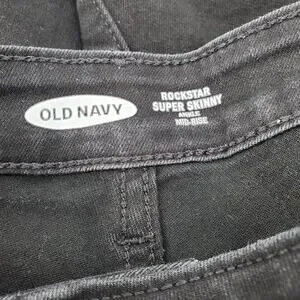 OLD NAVY
ROCKSTAR
SUPER SKINNY
ANKLE
MID-RISE